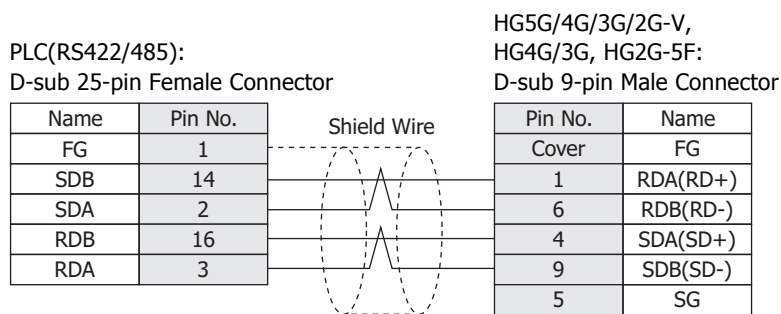 HG5G/4G/3G/2G-V,
PLC(RS422/485): HG4G/3G, HG2G-5F:
D-sub 25-pin Female Connector D-sub 9-pin Male Connector
Name Pin No. Shield Wire Pin No. Name
FG 1 Cover FG
SDB 14 1 RDA(RD+)
SDA 2 6 RDB(RD-)
RDB 16 4 SDA(SD+)
RDA 3 9 SDB(SD-)
5 SG